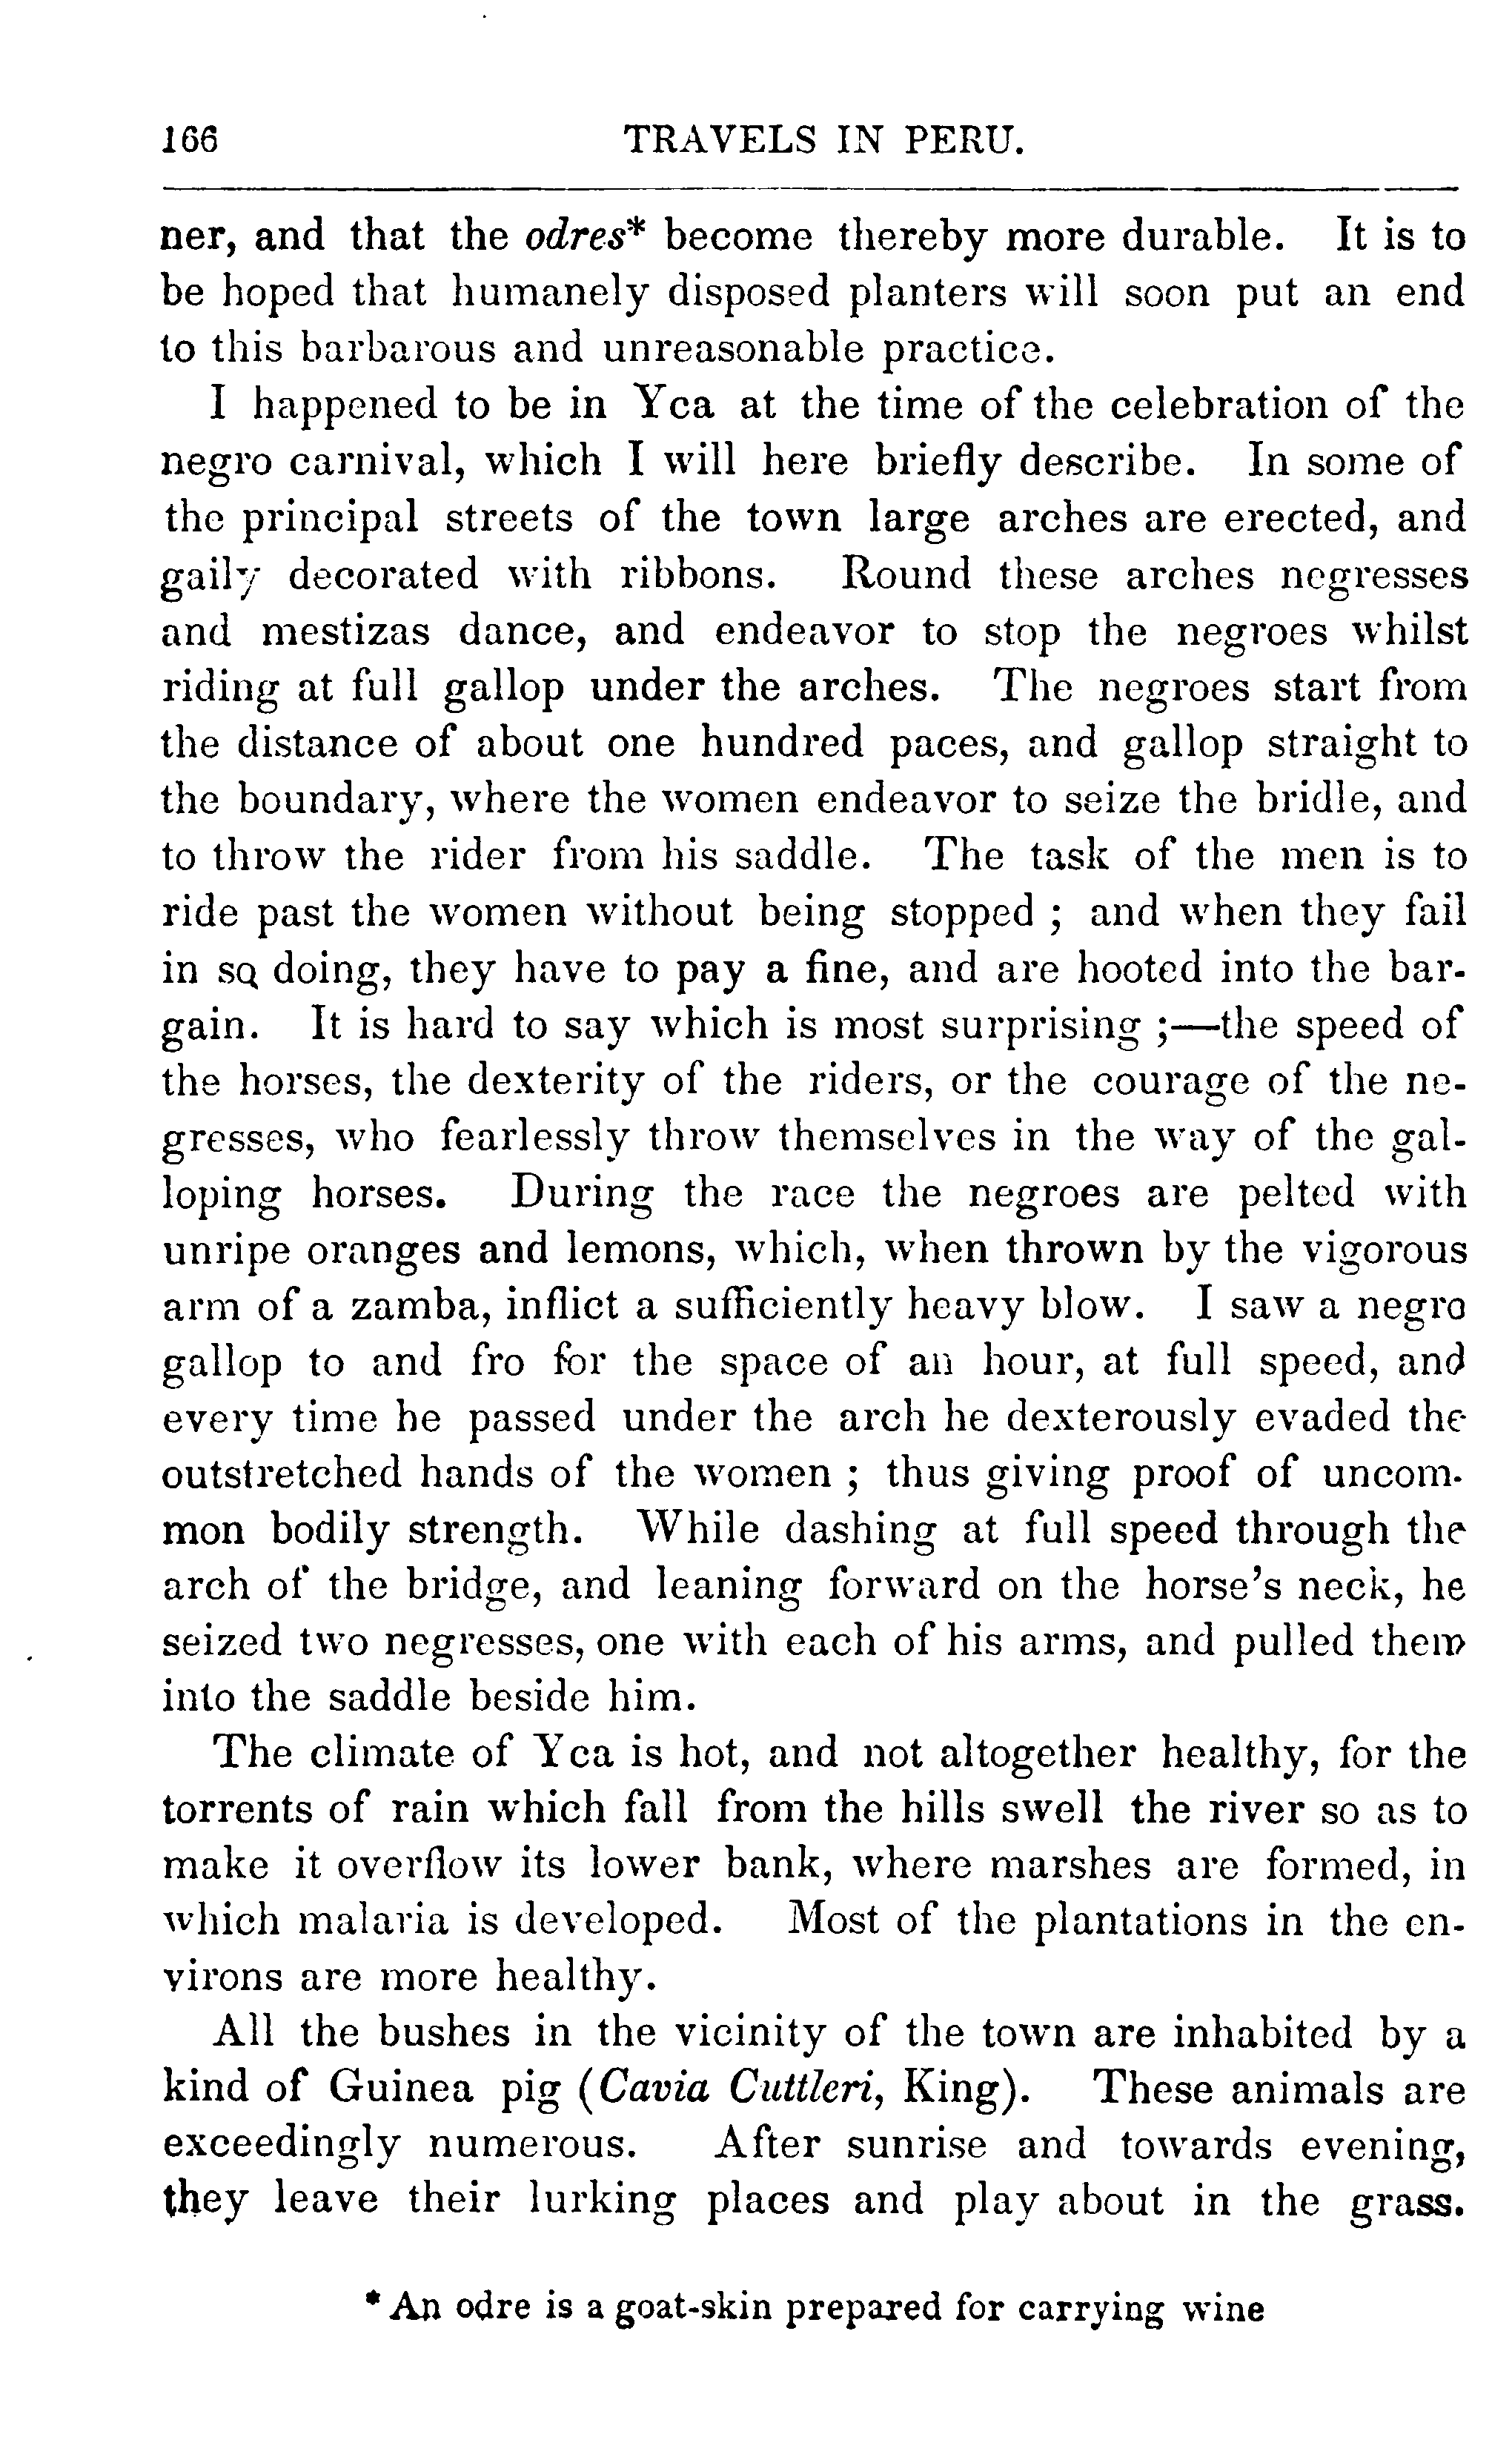 166 TRAVELS IN PERU.
ner, and that the odres* become thereby more durable. It is to
be hoped that humanely disposed planters will soon put an end
to this barbarous and unreasonable practice.
I happened to be in Yca at the time of the celebration of the
negro carnival, which I will here briefly describe. In some of
the principal streets of the town large arches are erected, and
gaily decorated with ribbons. Round these arches negresses
and mestizas dance, and endeavor to stop the negroes whilst
riding at full gallop under the arches. The negroes start from
the distance of about one hundred paces, and gallop straight to
the boundary, where the women endeavor to seize the bridle, and
to throw the rider from his saddle. The task of the men is to
ride past the women without being stopped ; and when they fail
in so doing, they have to pay a fine, and are hooted into the bar-
gain. It is hard to say which is most surprising ;—the speed of
the horses, the dexterity of the riders, or the courage of the ne-
gresses, who fearlessly throw themselves in the way of the gal-
loping horses. During the race the negroes are pelted with
unripe oranges and lemons, which, when thrown by the vigorous
arm of a zamba, inflict a sufficiently heavy blow. I saw a negro
gallop to and fro for the space of an hour, at full speed, and
every time he passed under the arch he dexterously evaded the
outstretched hands of the women ; thus giving proof of uncom-
mon bodily strength. While dashing at full speed through the
arch of the bridge, and leaning forward on the horse's neck, he
seized two negresses, one with each of his arms, and pulled them
into the saddle beside him.
The climate of Yca is hot, and not altogether healthy, for the
torrents of rain which fall from the hills swell the river so as to
make it overflow its lower bank, where marshes are formed, in
which malaria is developed. Most of the plantations in the en-
virons are more healthy.
All the bushes in the vicinity of the town are inhabited by a
kind of Guinea pig (Cavia Cuttleri, King). These animals are
exceedingly numerous. After sunrise and towards evening,
they leave their lurking places and play about in the grass.
* An odre is a goat-skin prepared for carrying wine